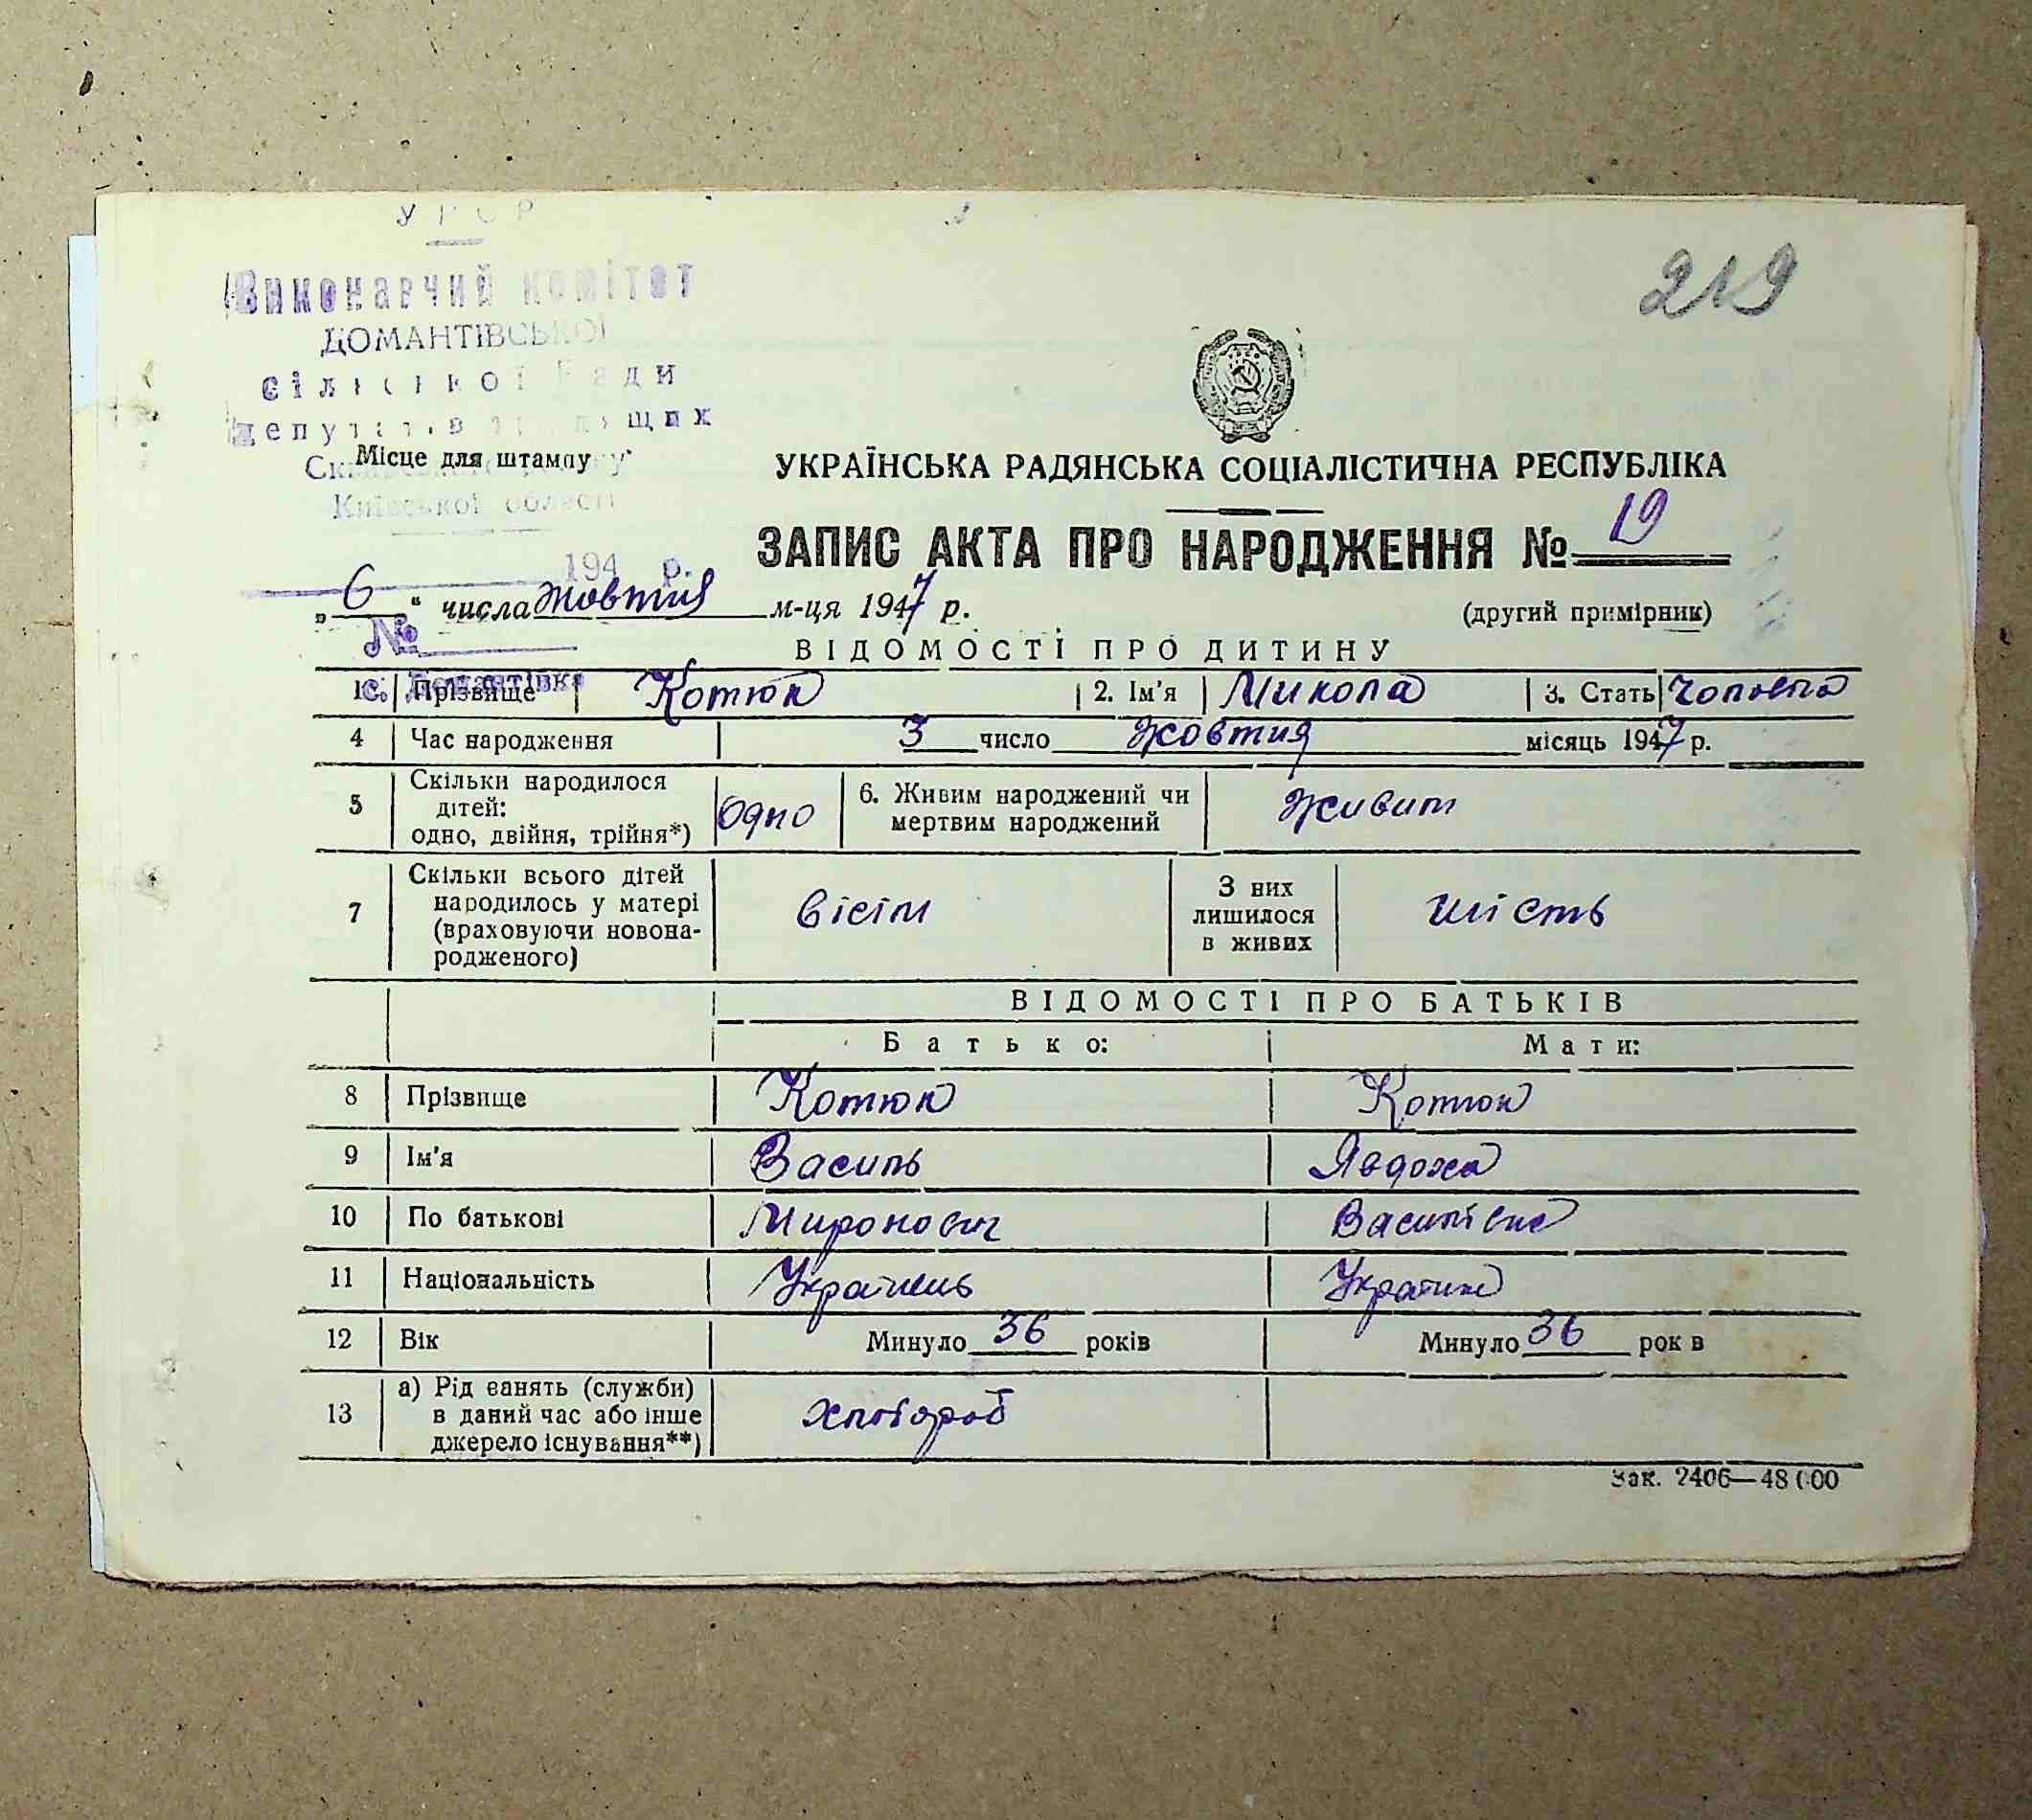 УРСР
Виконавчий комітет
ДОМАНТІВСЬКОЇ
сільської Ради
депутатів трудящих
Місце для штампу
Київської області
194 р.
№
с. Домантівка
219
УКРАЇНСЬКА РАДЯНСЬКА СОЦІАЛІСТИЧНА РЕСПУБЛІКА
ЗАПИС АКТА ПРО НАРОДЖЕННЯ № 19
„ 6 “ числа жовтня м-ця 1947 р.
(другий примірник)
ВІДОМОСТІ ПРО ДИТИНУ
1 Прізвище Котюк 2. Ім'я Микола 3. Стать Чоловіча
4 Час народження 3 число жовтня місяць 1947 р.
5 Скільки народилося дітей: одно, двійня, трійня*) Одно 6. Живим народжений чи мертвим народжений живим
7 Скільки всього дітей народилось у матері (враховуючи новона-родженого) вісім З них лишилося в живих шість
ВІДОМОСТІ ПРО БАТЬКІВ
Батько: Мати:
8 Прізвище Котюк Котюк
9 Ім'я Василь Явдоха
10 По батькові Миронович Василівна
11 Національність Українець Українка
12 Вік Минуло 36 років Минуло 36 рок в
13 а) Рід занять (служби) в даний час або інше джерело існування**) хлібороб
Зак. 2406—48000